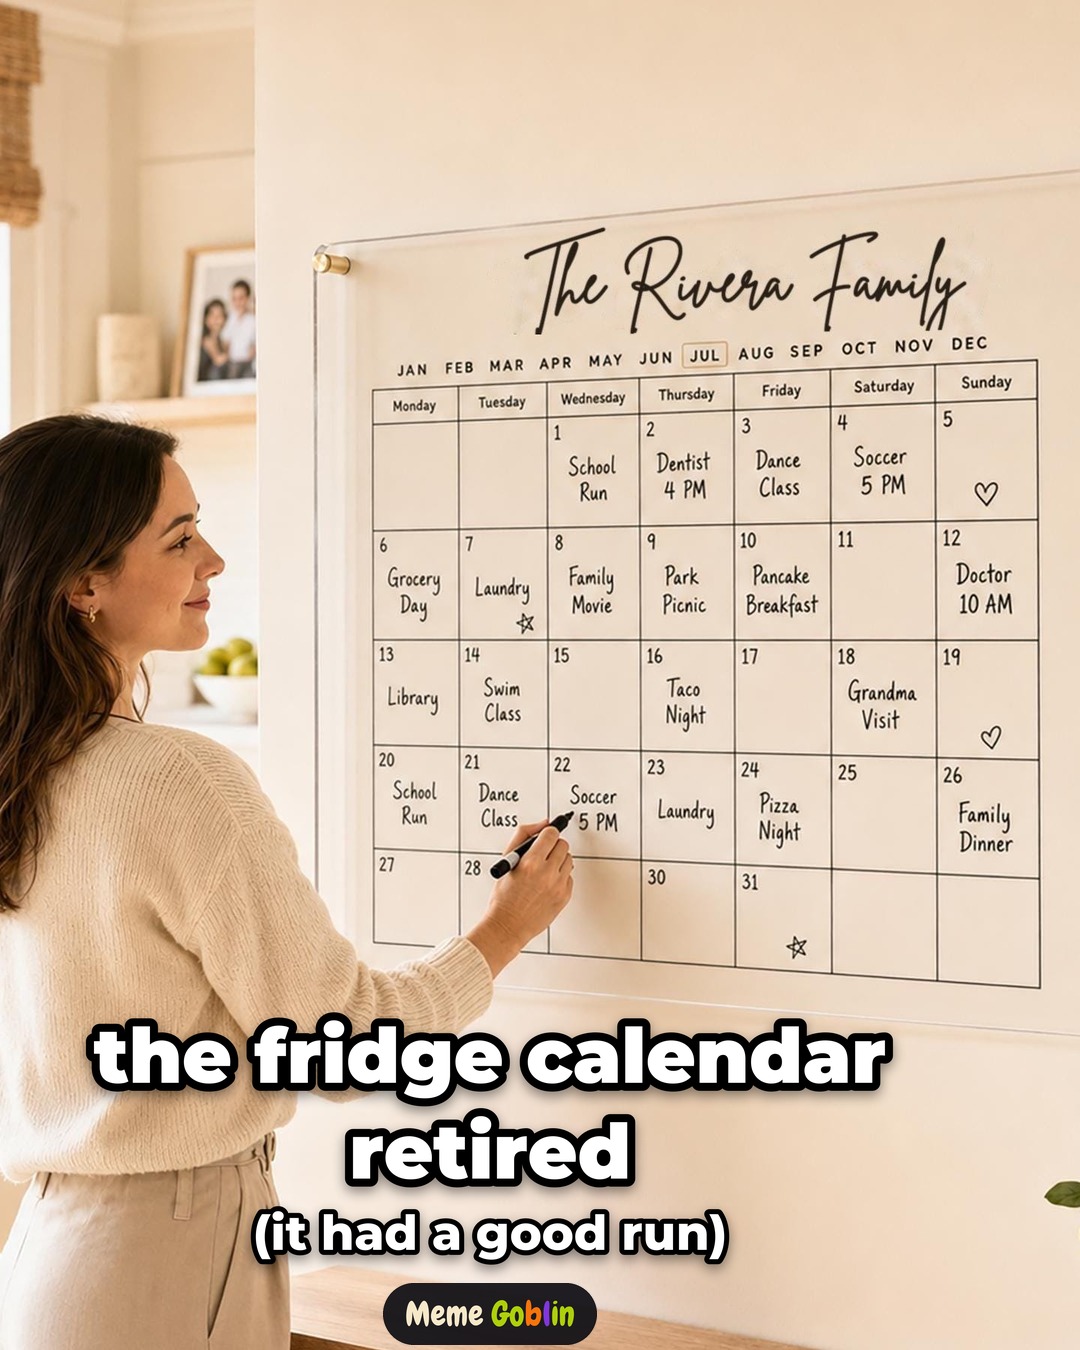 The Rivera Family
JAN FEB MAR APR MAY JUN JUL AUG SEP OCT NOV DEC
Monday Tuesday Wednesday Thursday Friday Saturday Sunday
1 2 3 4 5
School Dentist Dance Soccer
Run 4 PM Class 5 PM
6 7 8 9 10 11 12
Grocery Laundry Family Park Pancake Doctor
Day Movie Picnic Breakfast 10 AM
13 14 15 16 17 18 19
Library Swim Taco Grandma
Class Night Visit
20 21 22 23 24 25 26
School Dance Soccer Laundry Pizza Family
Run Class 5 PM Night Dinner
27 28 30 31
the fridge calendar
retired
(it had a good run)
Meme Goblin